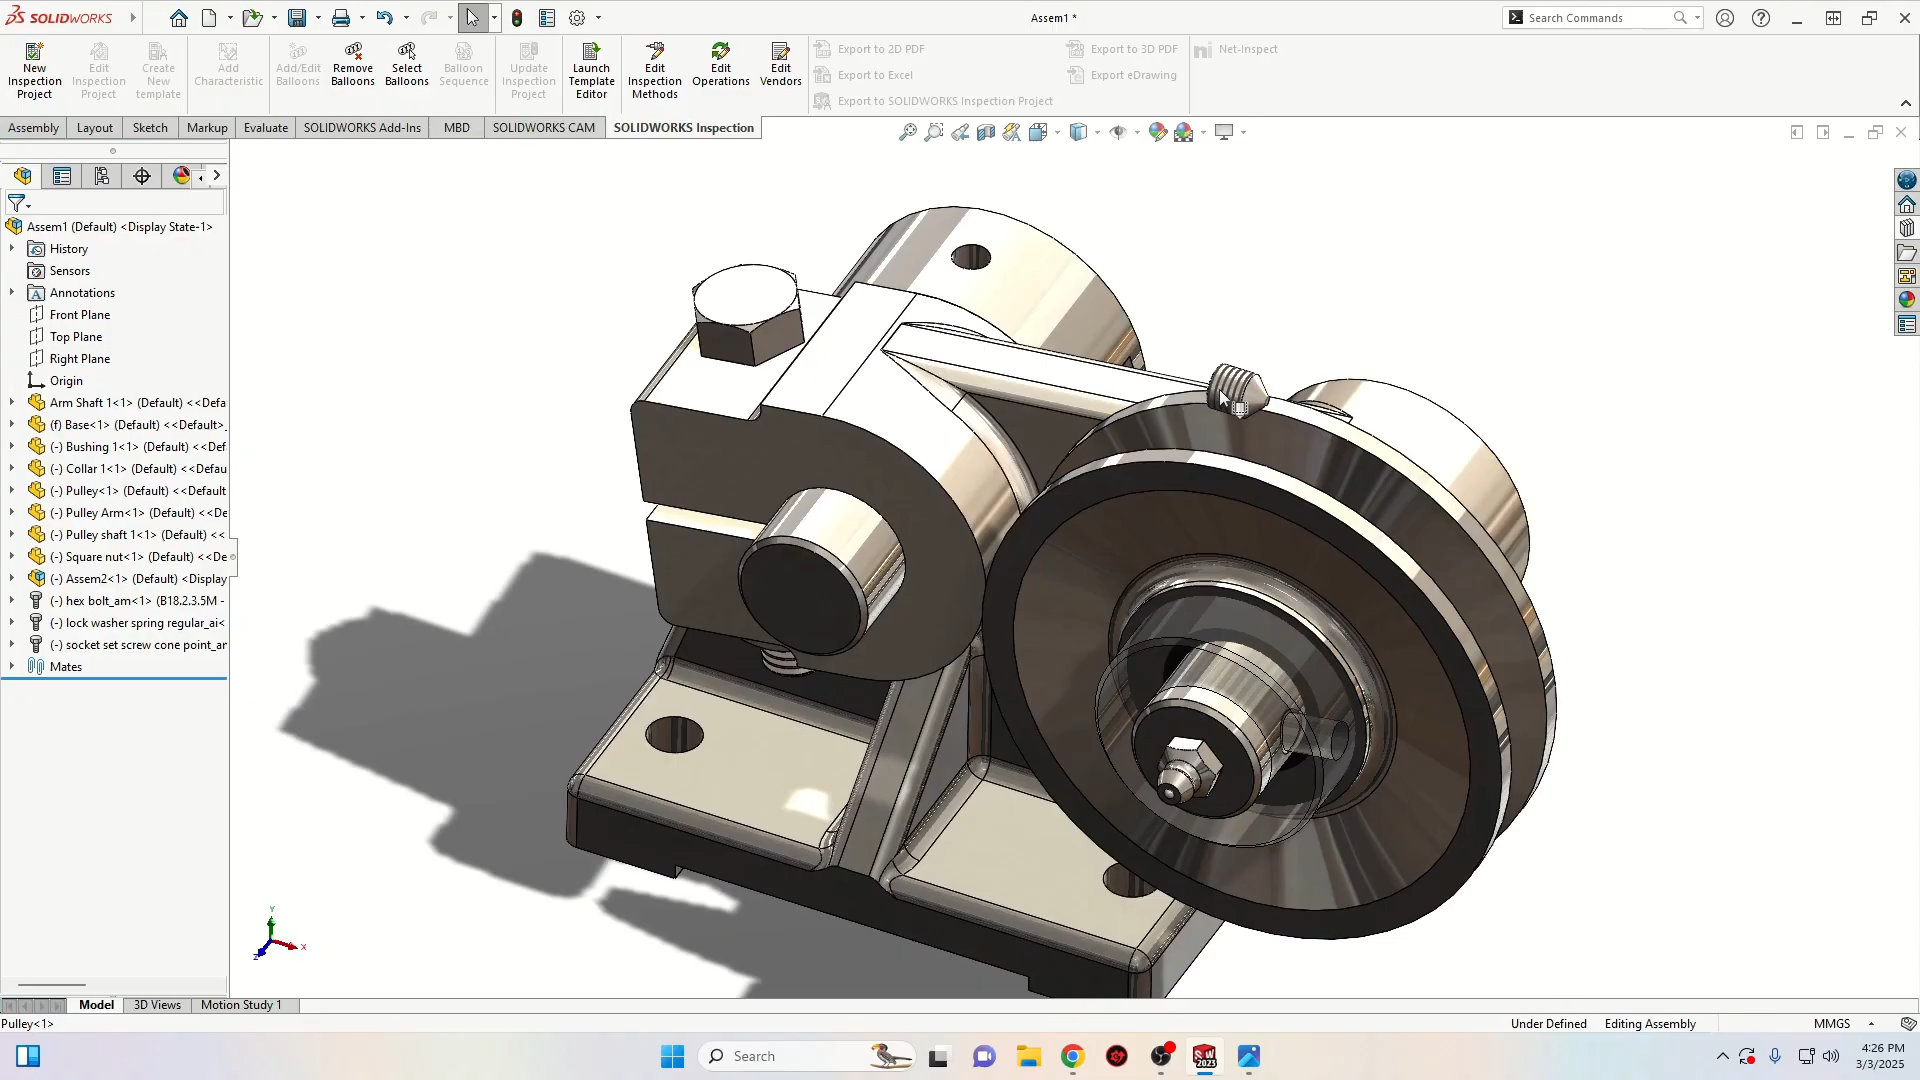 SOLIDWORKS
Assem1 *
Search Commands
New Inspection Project
Edit Inspection Project
Create New template
Add Characteristic
Add/Edit Balloons
Remove Balloons
Select Balloons
Balloon Sequence
Update Inspection Project
Launch Template Editor
Edit Inspection Methods
Edit Operations
Edit Vendors
Export to 2D PDF
Export to Excel
Export to SOLIDWORKS Inspection Project
Export to 3D PDF
Export eDrawing
Net-Inspect
Assembly
Layout
Sketch
Markup
Evaluate
SOLIDWORKS Add-Ins
MBD
SOLIDWORKS CAM
SOLIDWORKS Inspection
Assem1 (Default) <Display State-1>
History
Sensors
Annotations
Front Plane
Top Plane
Right Plane
Origin
Arm Shaft 1<1> (Default) <<Defa
(f) Base<1> (Default) <<Default>_
(-) Bushing 1<1> (Default) <<Def
(-) Collar 1<1> (Default) <<Defau
(-) Pulley<1> (Default) <<Default
(-) Pulley Arm<1> (Default) <<De
(-) Pulley shaft 1<1> (Default) <<
(-) Square nut<1> (Default) <<De
(-) Assem2<1> (Default) <Display
(-) hex bolt_am<1> (B18.2.3.5M -
(-) lock washer spring regular_ai<
(-) socket set screw cone point_ar
Mates
Y
X
Z
Model
3D Views
Motion Study 1
Pulley<1>
Under Defined
Editing Assembly
MMGS
Search
SW
2023
4:26 PM
3/3/2025